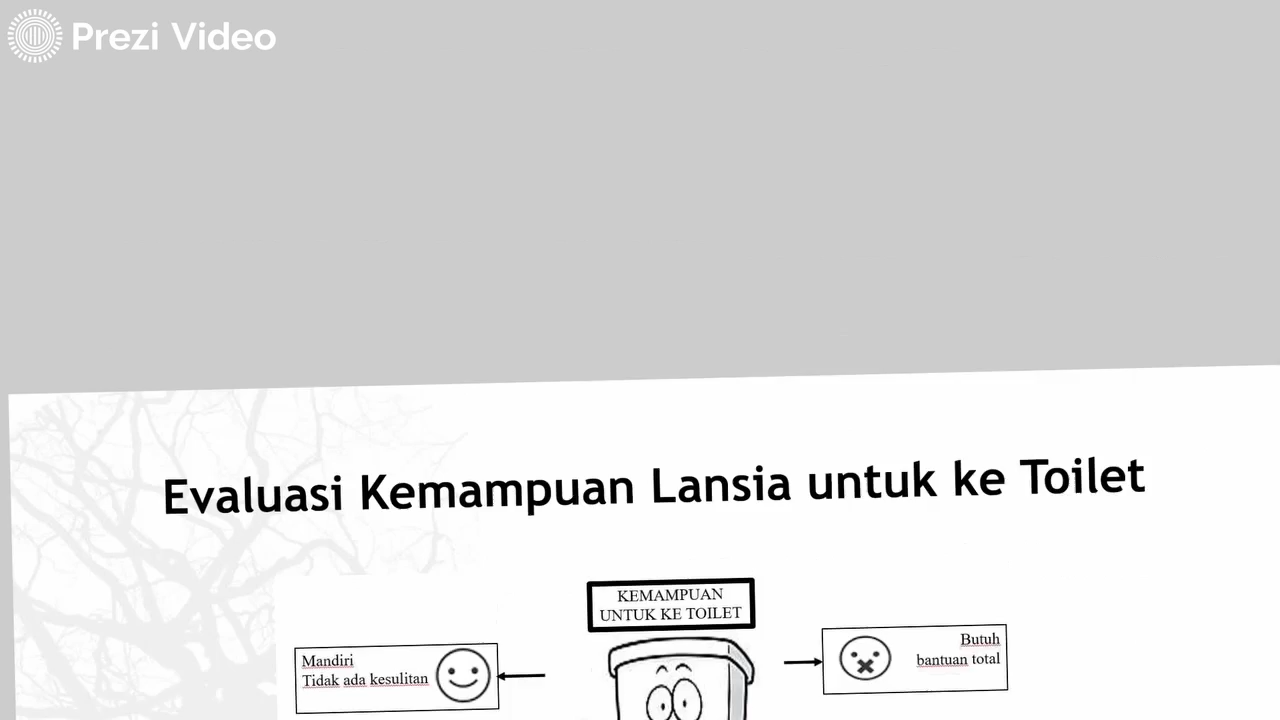 Prezi Video
Evaluasi Kemampuan Lansia untuk ke Toilet
KEMAMPUAN
UNTUK KE TOILET
Mandiri
Tidak ada kesulitan
Butuh
bantuan total